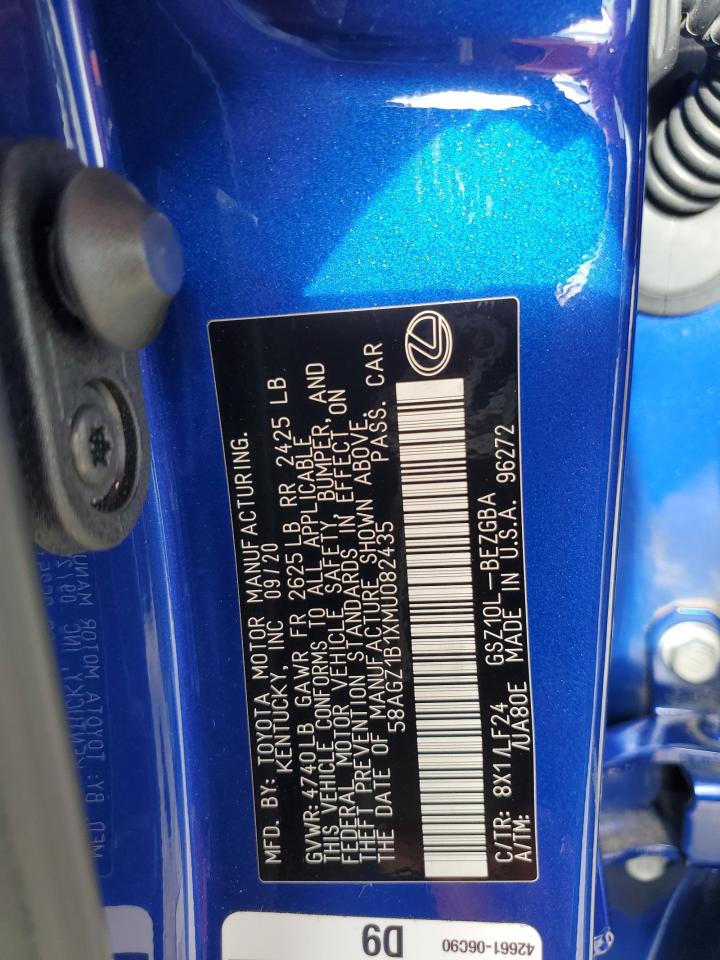 MFD. BY: TOYOTA MOTOR MANUFACTURING.
KENTUCKY, INC 09/20
GVWR: 4740LB GAWR FR 2625 LB RR 2425 LB
THIS VEHICLE CONFORMS TO ALL APPLICABLE
FEDERAL MOTOR VEHICLE SAFETY, BUMPER, AND
THEFT PREVENTION STANDARDS IN EFFECT ON
THE DATE OF MANUFACTURE SHOWN ABOVE.
58AGZ1B1XMU082435 PASS. CAR
C/TR: 8X1/LF24 GSZ10L-BEZGBA
A/TM: /UA80E MADE IN U.S.A. 96272
D9
42661-06C90